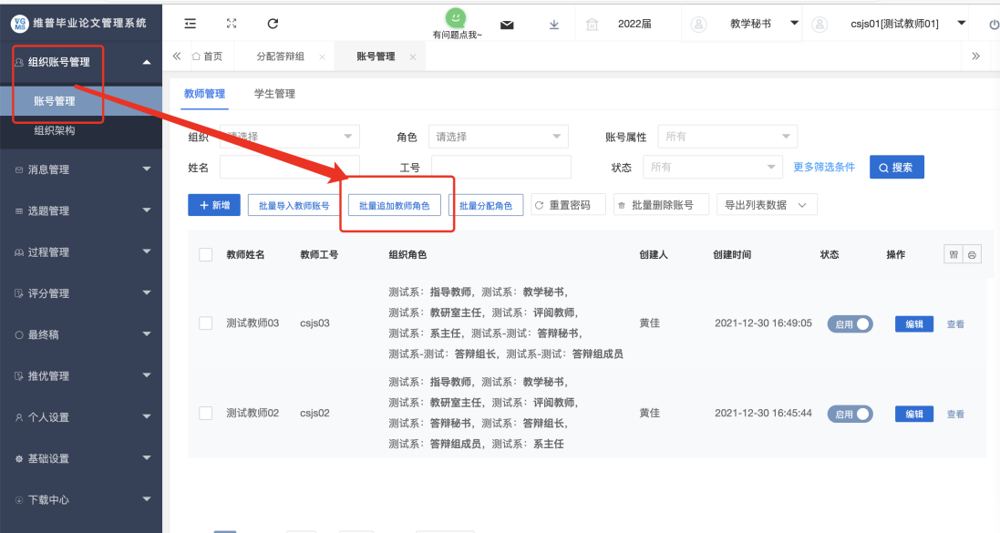 VG MS 维普毕业论文管理系统
有问题点我~
2022届
教学秘书
csjs01[测试教师01]
组织账号管理
账号管理
组织架构
消息管理
选题管理
过程管理
评分管理
最终稿
推优管理
个人设置
基础设置
下载中心
首页
分配答辩组
账号管理
教师管理 学生管理
组织 请选择 角色 请选择 账号属性 所有
姓名 工号 状态 所有 更多筛选条件 搜索
新增 批量导入教师账号 批量追加教师角色 批量分配角色 重置密码 批量删除账号 导出列表数据
教师姓名 教师工号 组织角色 创建人 创建时间 状态 操作
测试系：指导教师，测试系：教学秘书，
测试系：教研室主任，测试系：评阅教师，
测试教师03 csjs03 黄佳 2021-12-30 16:49:05 启用 编辑 查看
测试系：系主任，测试系-测试：答辩秘书，
测试系-测试：答辩组长，测试系-测试：答辩组成员
测试系：指导教师，测试系：教学秘书，
测试系：教研室主任，测试系：评阅教师，
测试教师02 csjs02 黄佳 2021-12-30 16:45:44 启用 编辑 查看
测试系：答辩秘书，测试系：答辩组长，
测试系：答辩组成员，测试系：系主任